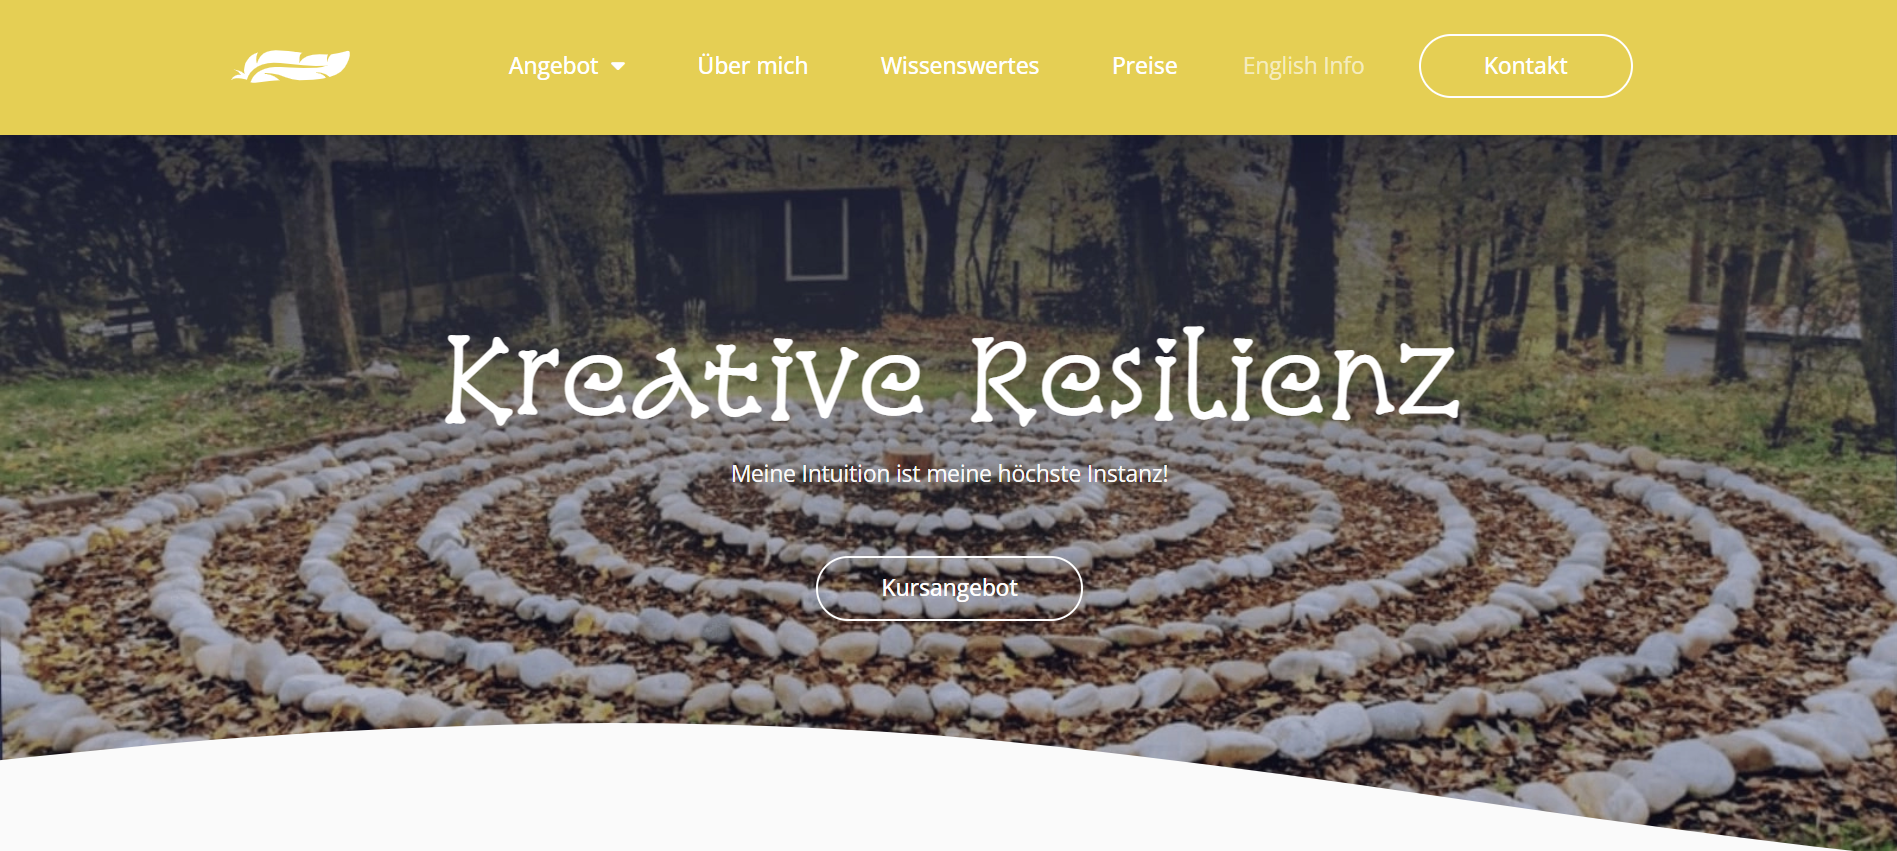 Angebot
Über mich
Wissenswertes
Preise
English Info
Kontakt
Kreative Resilienz
Meine Intuition ist meine höchste Instanz!
Kursangebot